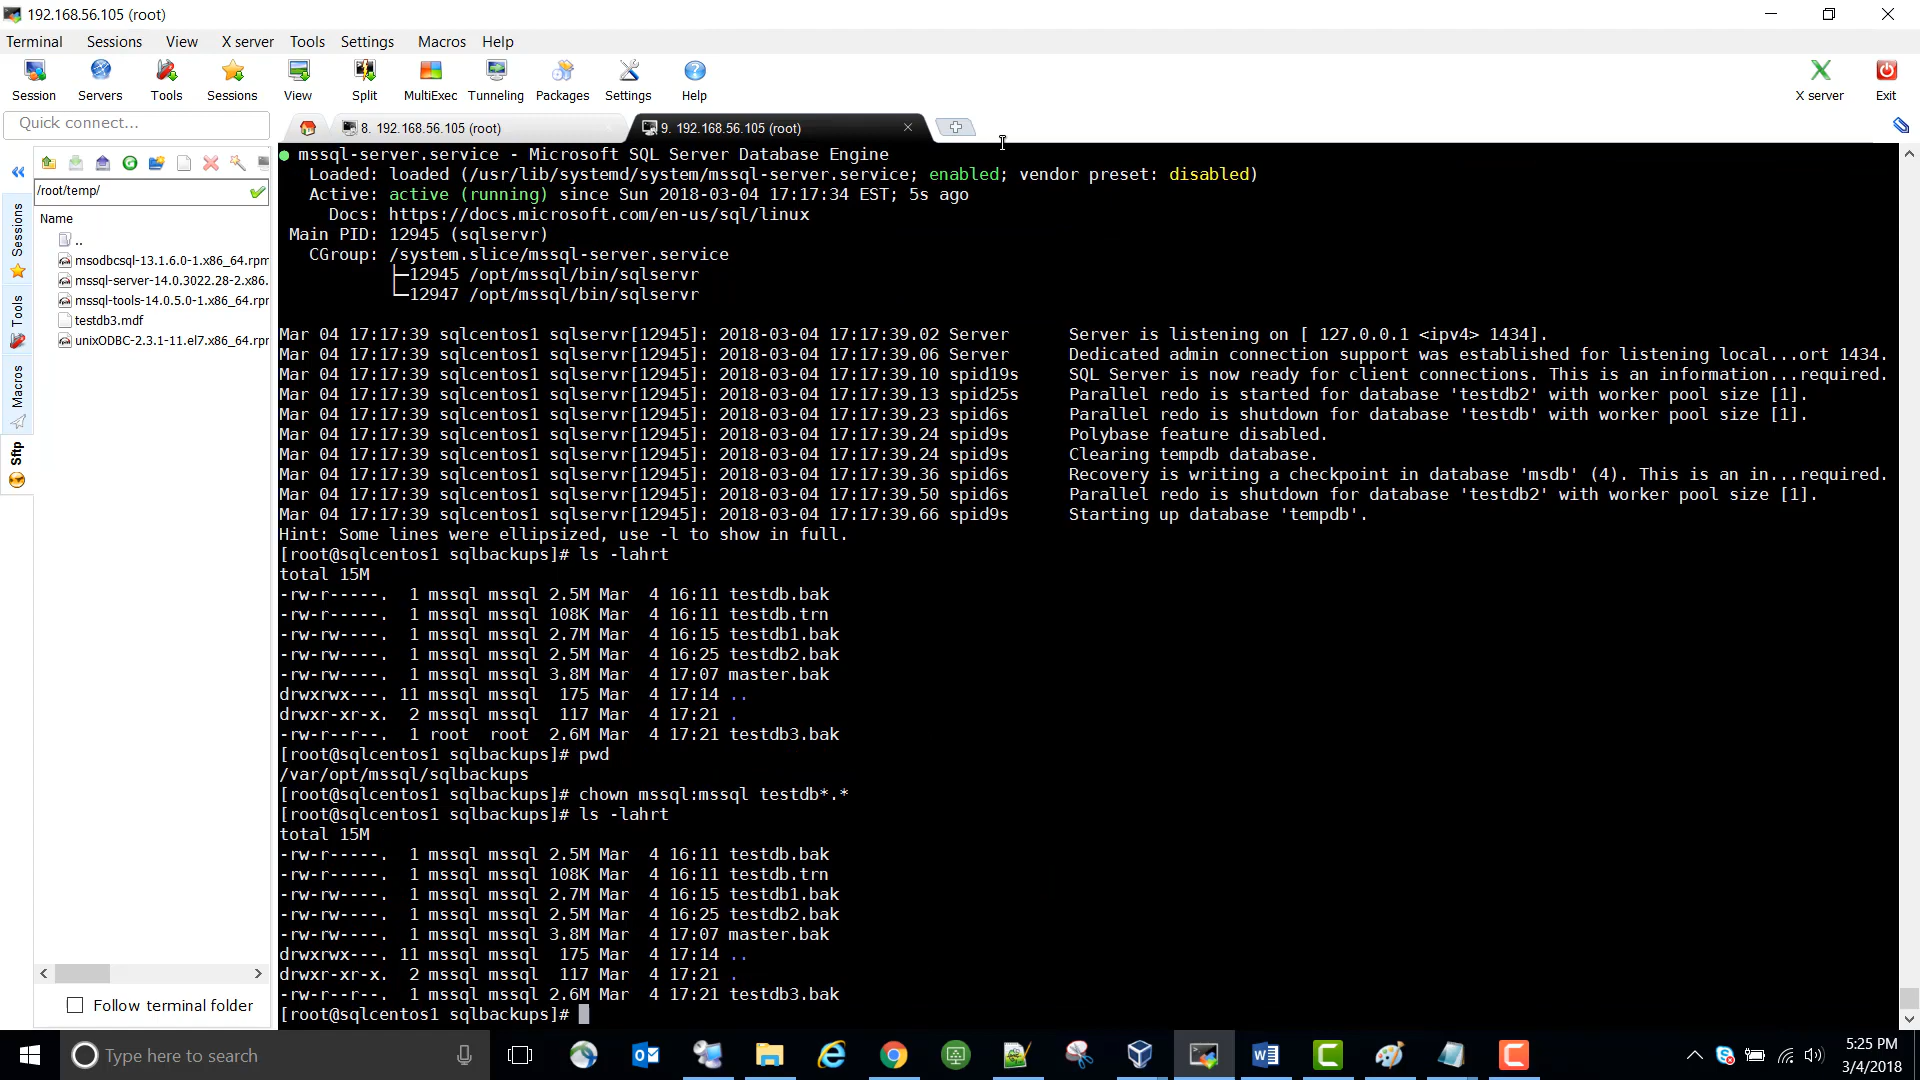 192.168.56.105 (root)
Terminal Sessions View X server Tools Settings Macros Help
Session Servers Tools Sessions View Split MultiExec Tunneling Packages Settings Help X server Exit
Quick connect...
8. 192.168.56.105 (root)
9. 192.168.56.105 (root)
/root/temp/
Name
..
msodbcsql-13.1.6.0-1.x86_64.rpm
mssql-server-14.0.3022.28-2.x86.
mssql-tools-14.0.5.0-1.x86_64.rpr
testdb3.mdf
unixODBC-2.3.1-11.el7.x86_64.rpr
Sessions
Tools
Macros
Sftp
Follow terminal folder
● mssql-server.service - Microsoft SQL Server Database Engine
Loaded: loaded (/usr/lib/systemd/system/mssql-server.service; enabled; vendor preset: disabled)
Active: active (running) since Sun 2018-03-04 17:17:34 EST; 5s ago
Docs: https://docs.microsoft.com/en-us/sql/linux
Main PID: 12945 (sqlservr)
CGroup: /system.slice/mssql-server.service
├─12945 /opt/mssql/bin/sqlservr
└─12947 /opt/mssql/bin/sqlservr
Mar 04 17:17:39 sqlcentos1 sqlservr[12945]: 2018-03-04 17:17:39.02 Server Server is listening on [ 127.0.0.1 <ipv4> 1434].
Mar 04 17:17:39 sqlcentos1 sqlservr[12945]: 2018-03-04 17:17:39.06 Server Dedicated admin connection support was established for listening local...ort 1434.
Mar 04 17:17:39 sqlcentos1 sqlservr[12945]: 2018-03-04 17:17:39.10 spid19s SQL Server is now ready for client connections. This is an information...required.
Mar 04 17:17:39 sqlcentos1 sqlservr[12945]: 2018-03-04 17:17:39.13 spid25s Parallel redo is started for database 'testdb2' with worker pool size [1].
Mar 04 17:17:39 sqlcentos1 sqlservr[12945]: 2018-03-04 17:17:39.23 spid6s Parallel redo is shutdown for database 'testdb' with worker pool size [1].
Mar 04 17:17:39 sqlcentos1 sqlservr[12945]: 2018-03-04 17:17:39.24 spid9s Polybase feature disabled.
Mar 04 17:17:39 sqlcentos1 sqlservr[12945]: 2018-03-04 17:17:39.24 spid9s Clearing tempdb database.
Mar 04 17:17:39 sqlcentos1 sqlservr[12945]: 2018-03-04 17:17:39.36 spid6s Recovery is writing a checkpoint in database 'msdb' (4). This is an in...required.
Mar 04 17:17:39 sqlcentos1 sqlservr[12945]: 2018-03-04 17:17:39.50 spid6s Parallel redo is shutdown for database 'testdb2' with worker pool size [1].
Mar 04 17:17:39 sqlcentos1 sqlservr[12945]: 2018-03-04 17:17:39.66 spid9s Starting up database 'tempdb'.
Hint: Some lines were ellipsized, use -l to show in full.
[root@sqlcentos1 sqlbackups]# ls -lahrt
total 15M
-rw-r-----. 1 mssql mssql 2.5M Mar 4 16:11 testdb.bak
-rw-r-----. 1 mssql mssql 108K Mar 4 16:11 testdb.trn
-rw-rw----. 1 mssql mssql 2.7M Mar 4 16:15 testdb1.bak
-rw-rw----. 1 mssql mssql 2.5M Mar 4 16:25 testdb2.bak
-rw-rw----. 1 mssql mssql 3.8M Mar 4 17:07 master.bak
drwxrwx---. 11 mssql mssql 175 Mar 4 17:14 ..
drwxr-xr-x. 2 mssql mssql 117 Mar 4 17:21 .
-rw-r--r--. 1 root root 2.6M Mar 4 17:21 testdb3.bak
[root@sqlcentos1 sqlbackups]# pwd
/var/opt/mssql/sqlbackups
[root@sqlcentos1 sqlbackups]# chown mssql:mssql testdb*.*
[root@sqlcentos1 sqlbackups]# ls -lahrt
total 15M
-rw-r-----. 1 mssql mssql 2.5M Mar 4 16:11 testdb.bak
-rw-r-----. 1 mssql mssql 108K Mar 4 16:11 testdb.trn
-rw-rw----. 1 mssql mssql 2.7M Mar 4 16:15 testdb1.bak
-rw-rw----. 1 mssql mssql 2.5M Mar 4 16:25 testdb2.bak
-rw-rw----. 1 mssql mssql 3.8M Mar 4 17:07 master.bak
drwxrwx---. 11 mssql mssql 175 Mar 4 17:14 ..
drwxr-xr-x. 2 mssql mssql 117 Mar 4 17:21 .
-rw-r--r--. 1 mssql mssql 2.6M Mar 4 17:21 testdb3.bak
[root@sqlcentos1 sqlbackups]#
Type here to search
5:25 PM
3/4/2018